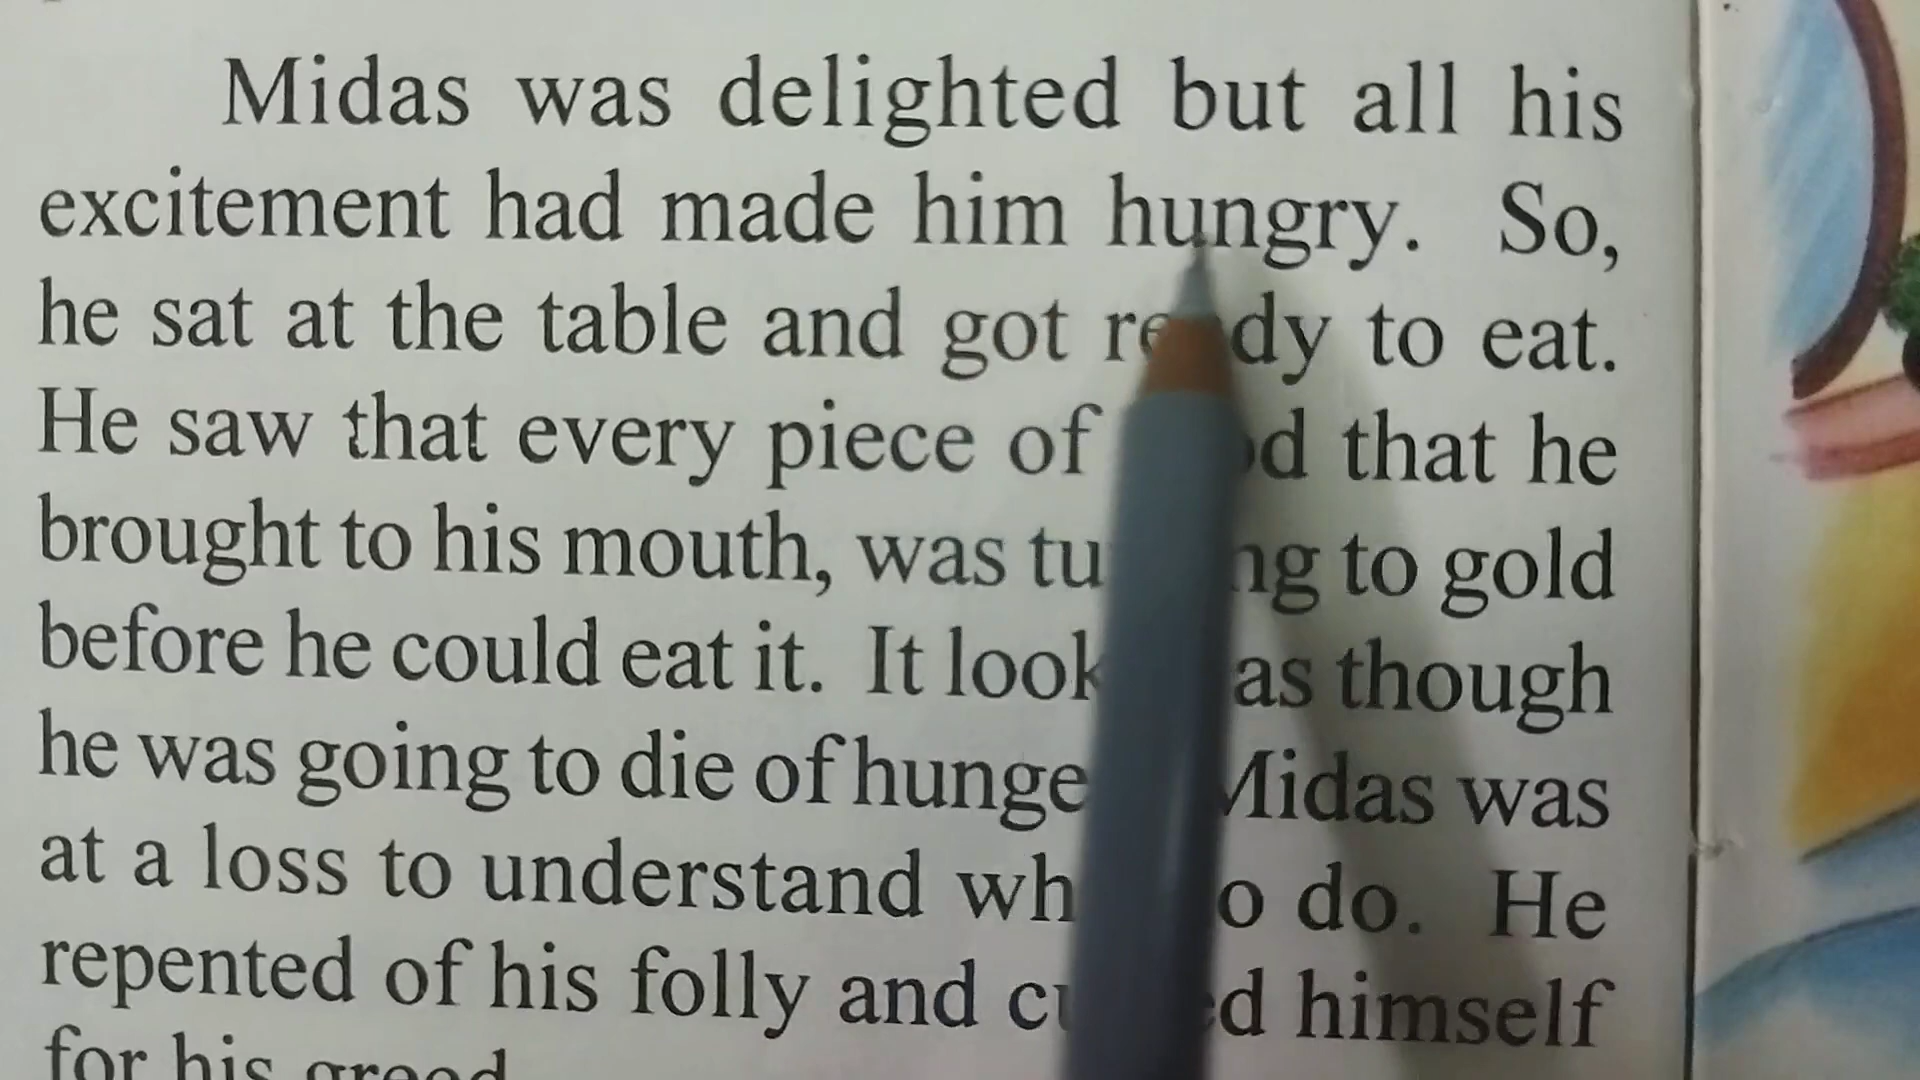 Midas was delighted but all his
excitement had made him hungry. So,
he sat at the table and got ready to eat.
He saw that every piece of that he
brought to his mouth, was to gold
before he could eat it. It as though
he was going to die of Midas was
at a loss to understand do. He
repented of his folly and himself
for his greed